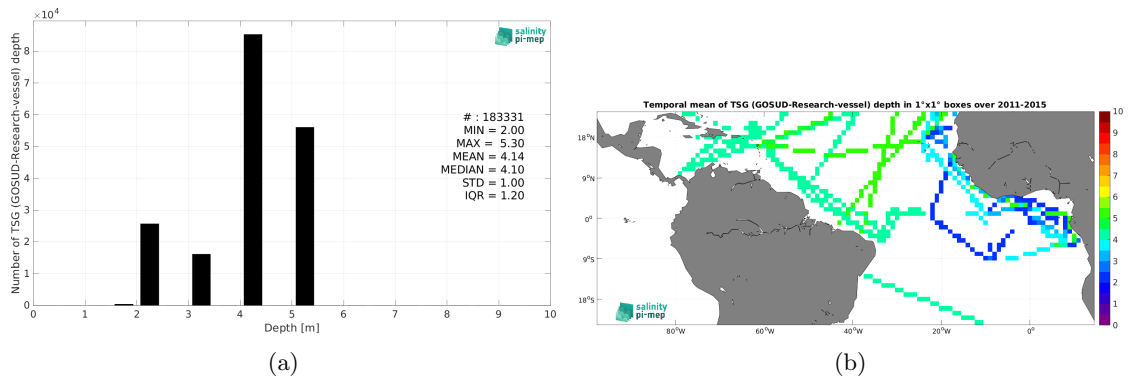 ×10⁴
8
7
6
5
4
3
2
1
0
Number of TSG (GOSUD-Research-vessel) depth
salinity
pi-mep
# : 183331
MIN = 2.00
MAX = 5.30
MEAN = 4.14
MEDIAN = 4.10
STD = 1.00
IQR = 1.20
0 1 2 3 4 5 6 7 8 9 10
Depth [m]
(a)
Temporal mean of TSG (GOSUD-Research-vessel) depth in 1°x1° boxes over 2011-2015
18°N
9°N
0°
9°S
18°S
salinity
pi-mep
80°W 60°W 40°W 20°W 0°
10
9
8
7
6
5
4
3
2
1
0
(b)